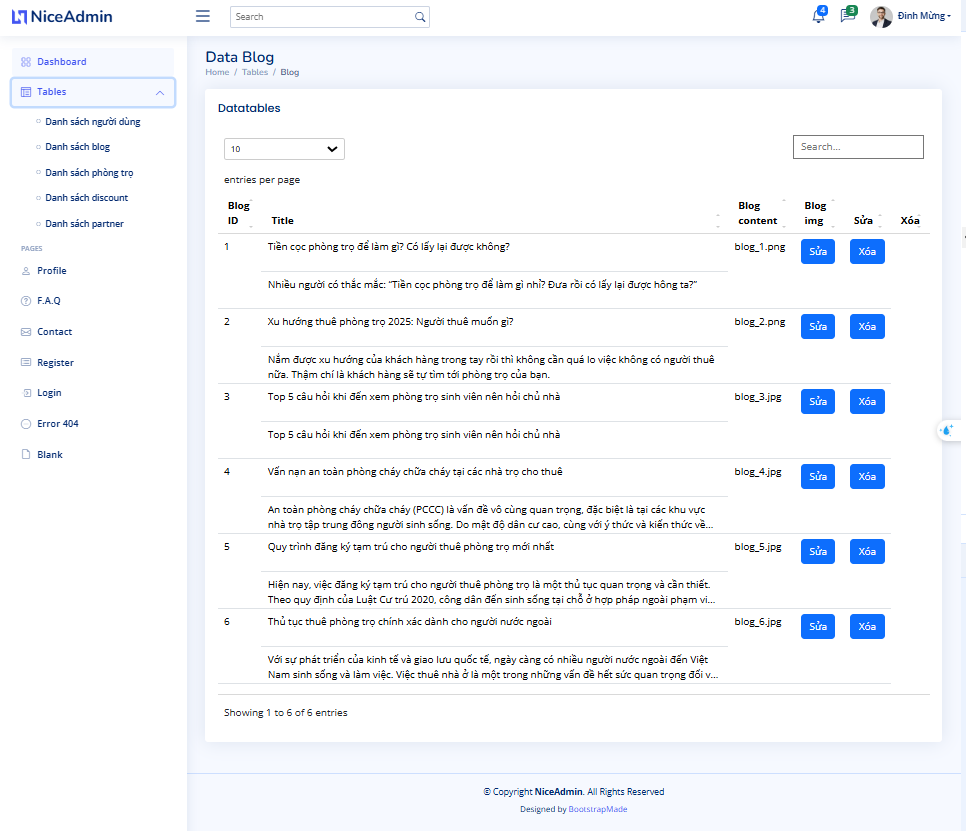 NiceAdmin
Search
4
3
Đinh Mừng
Dashboard
Tables
Danh sách người dùng
Danh sách blog
Danh sách phòng trọ
Danh sách discount
Danh sách partner
PAGES
Profile
F.A.Q
Contact
Register
Login
Error 404
Blank
Data Blog
Home / Tables / Blog
Datatables
10
Search...
entries per page
Blog ID
Title
Blog content
Blog img
Sửa
Xóa
1
Tiền cọc phòng trọ để làm gì? Có lấy lại được không?
blog_1.png
Sửa
Xóa
Nhiều người có thắc mắc: “Tiền cọc phòng trọ để làm gì nhỉ? Đưa rồi có lấy lại được hông ta?”
2
Xu hướng thuê phòng trọ 2025: Người thuê muốn gì?
blog_2.png
Sửa
Xóa
Nắm được xu hướng của khách hàng trong tay rồi thì không cần quá lo việc không có người thuê
nữa. Thậm chí là khách hàng sẽ tự tìm tới phòng trọ của bạn.
3
Top 5 câu hỏi khi đến xem phòng trọ sinh viên nên hỏi chủ nhà
blog_3.jpg
Sửa
Xóa
Top 5 câu hỏi khi đến xem phòng trọ sinh viên nên hỏi chủ nhà
4
Vấn nạn an toàn phòng cháy chữa cháy tại các nhà trọ cho thuê
blog_4.jpg
Sửa
Xóa
An toàn phòng cháy chữa cháy (PCCC) là vấn đề vô cùng quan trọng, đặc biệt là tại các khu vực
nhà trọ tập trung đông người sinh sống. Do mật độ dân cư cao, cùng với ý thức và kiến thức về...
5
Quy trình đăng ký tạm trú cho người thuê phòng trọ mới nhất
blog_5.jpg
Sửa
Xóa
Hiện nay, việc đăng ký tạm trú cho người thuê phòng trọ là một thủ tục quan trọng và cần thiết.
Theo quy định của Luật Cư trú 2020, công dân đến sinh sống tại chỗ ở hợp pháp ngoài phạm vi...
6
Thủ tục thuê phòng trọ chính xác dành cho người nước ngoài
blog_6.jpg
Sửa
Xóa
Với sự phát triển của kinh tế và giao lưu quốc tế, ngày càng có nhiều người nước ngoài đến Việt
Nam sinh sống và làm việc. Việc thuê nhà ở là một trong những vấn đề hết sức quan trọng đối v...
Showing 1 to 6 of 6 entries
© Copyright NiceAdmin. All Rights Reserved
Designed by BootstrapMade